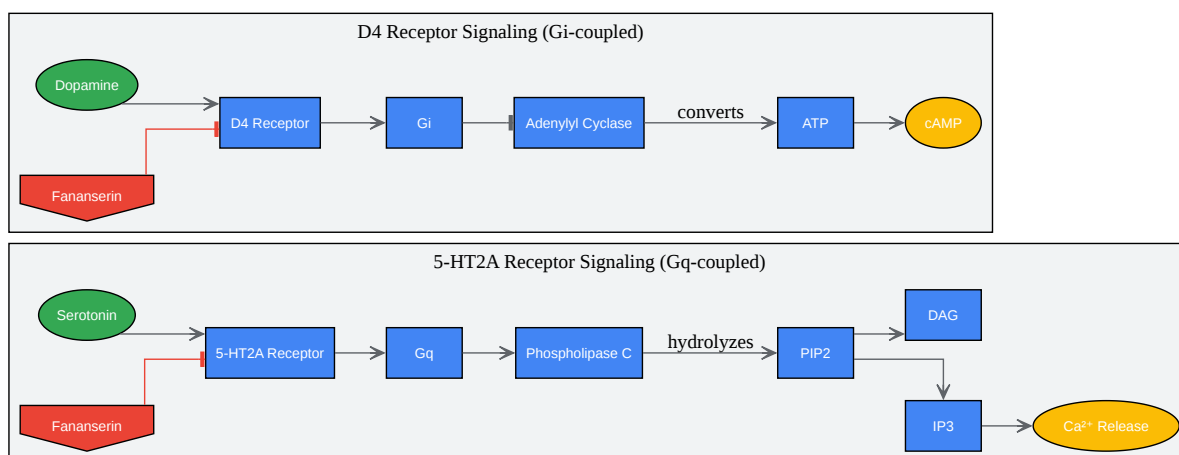 D4 Receptor Signaling (Gi-coupled)
Dopamine
D4 Receptor
Gi
Adenylyl Cyclase
converts
ATP
cAMP
Fananserin
5-HT2A Receptor Signaling (Gq-coupled)
Serotonin
5-HT2A Receptor
Gq
Phospholipase C
hydrolyzes
PIP2
DAG
Fananserin
IP3
Ca²⁺ Release